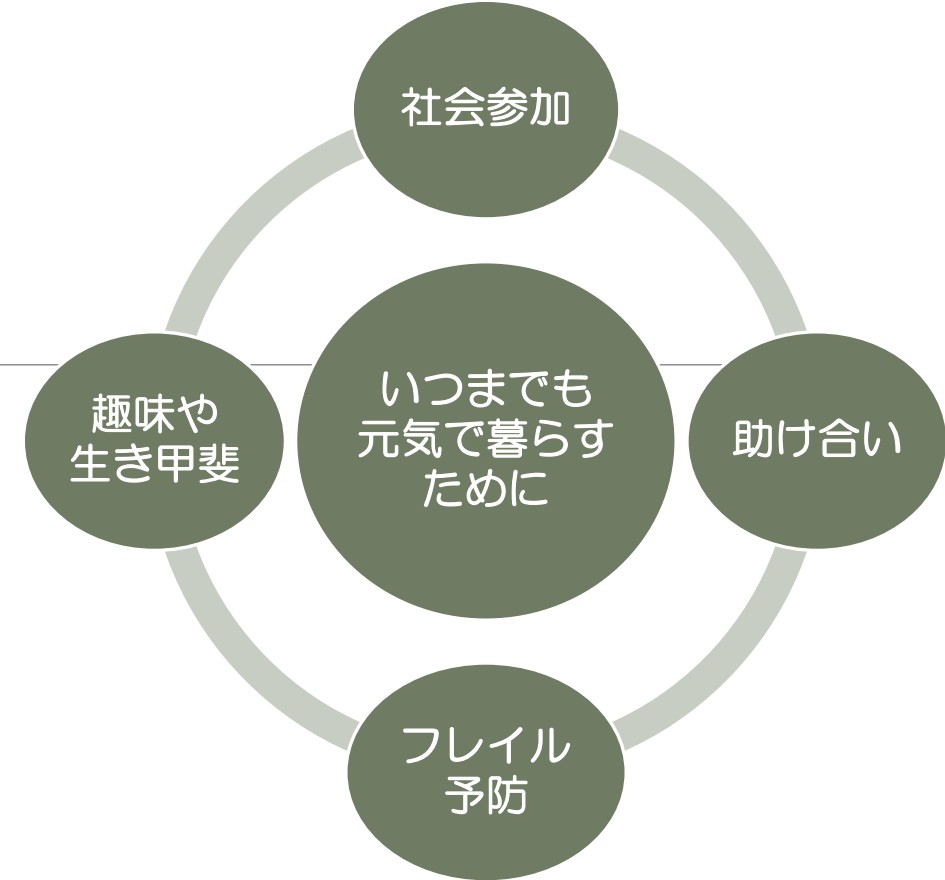 社会参加
いつまでも
元気で暮らす
ために
助け合い
フレイル
予防
趣味や
生き甲斐